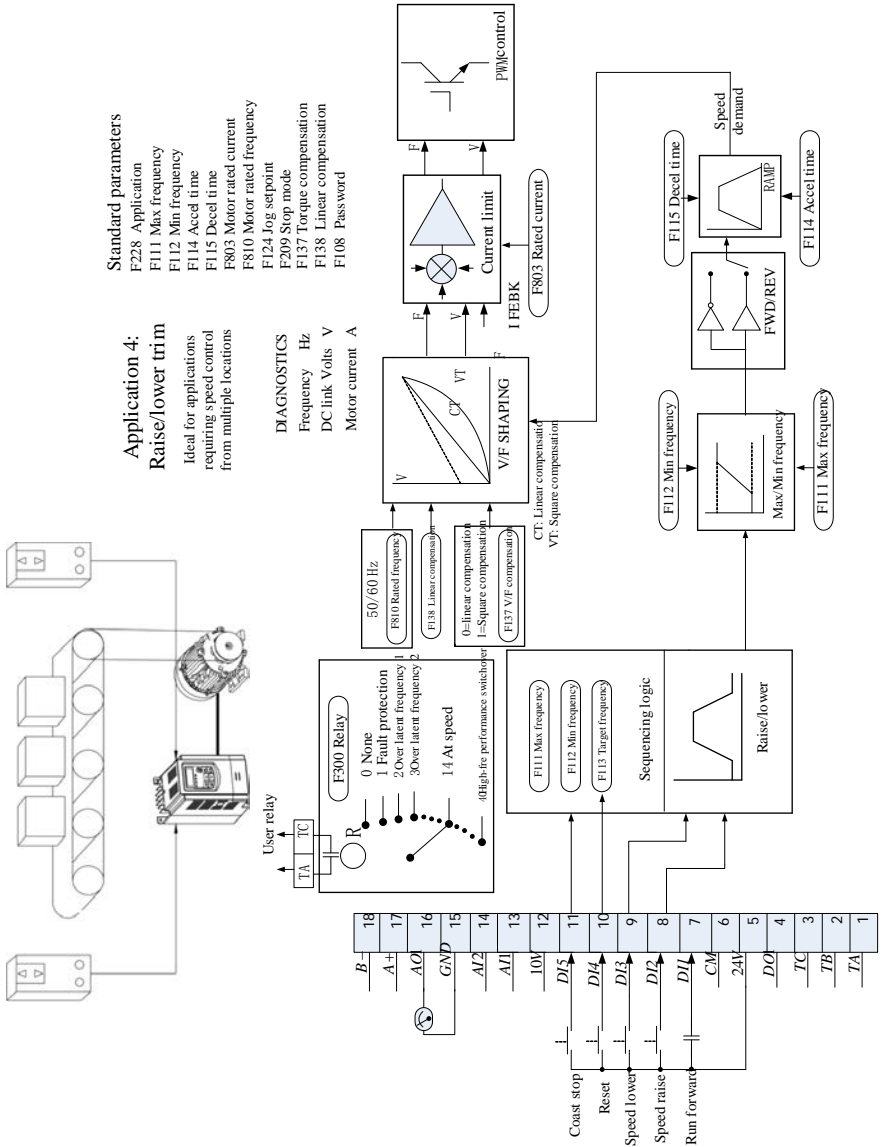 Application 4:
Raise/lower trim
Ideal for applications
requiring speed control
from multiple locations
Standard parameters
F228 Application
F111 Max frequency
F112 Min frequency
F114 Accel time
F115 Decel time
F803 Motor rated current
F810 Motor rated frequency
F124 Jog setpoint
F209 Stop mode
F137 Torque compensation
F138 Linear compensation
F108 Password
DIAGNOSTICS
Frequency Hz
DC link Volts V
Motor current A
User relay
TA TC
R
F300 Relay
0 None
1 Fault protection
2 Over latent frequency 1
3Over latent frequency 2
14 At speed
40High-fre performance switchover
50/60 Hz
F810 Rated frequency
F138 Linear compensation
0=linear compensation
1=Square compensation
F137 V/F compensation
V
CT
VT
F
V/F SHAPING
CT: Linear compensatio
VT: Square compensation
F
V
I FEBK
Current limit
F803 Rated current
F
V
PWMcontrol
B-
18
A+
17
AO1
16
GND
15
AI2
14
AI1
13
10V
12
DI5
11
DI4
10
DI3
9
DI2
8
DI1
7
CM
6
24V
5
DO1
4
TC
3
TB
2
TA
1
Coast stop
Reset
Speed lower
Speed raise
Run forward
F111 Max frequency
F112 Min frequency
F113 Target frequency
Sequencing logic
Raise/lower
F112 Min frequency
Max/Min frequency
F111 Max frequency
FWD/REV
F115 Decel time
RAMP
F114 Accel time
Speed
demand